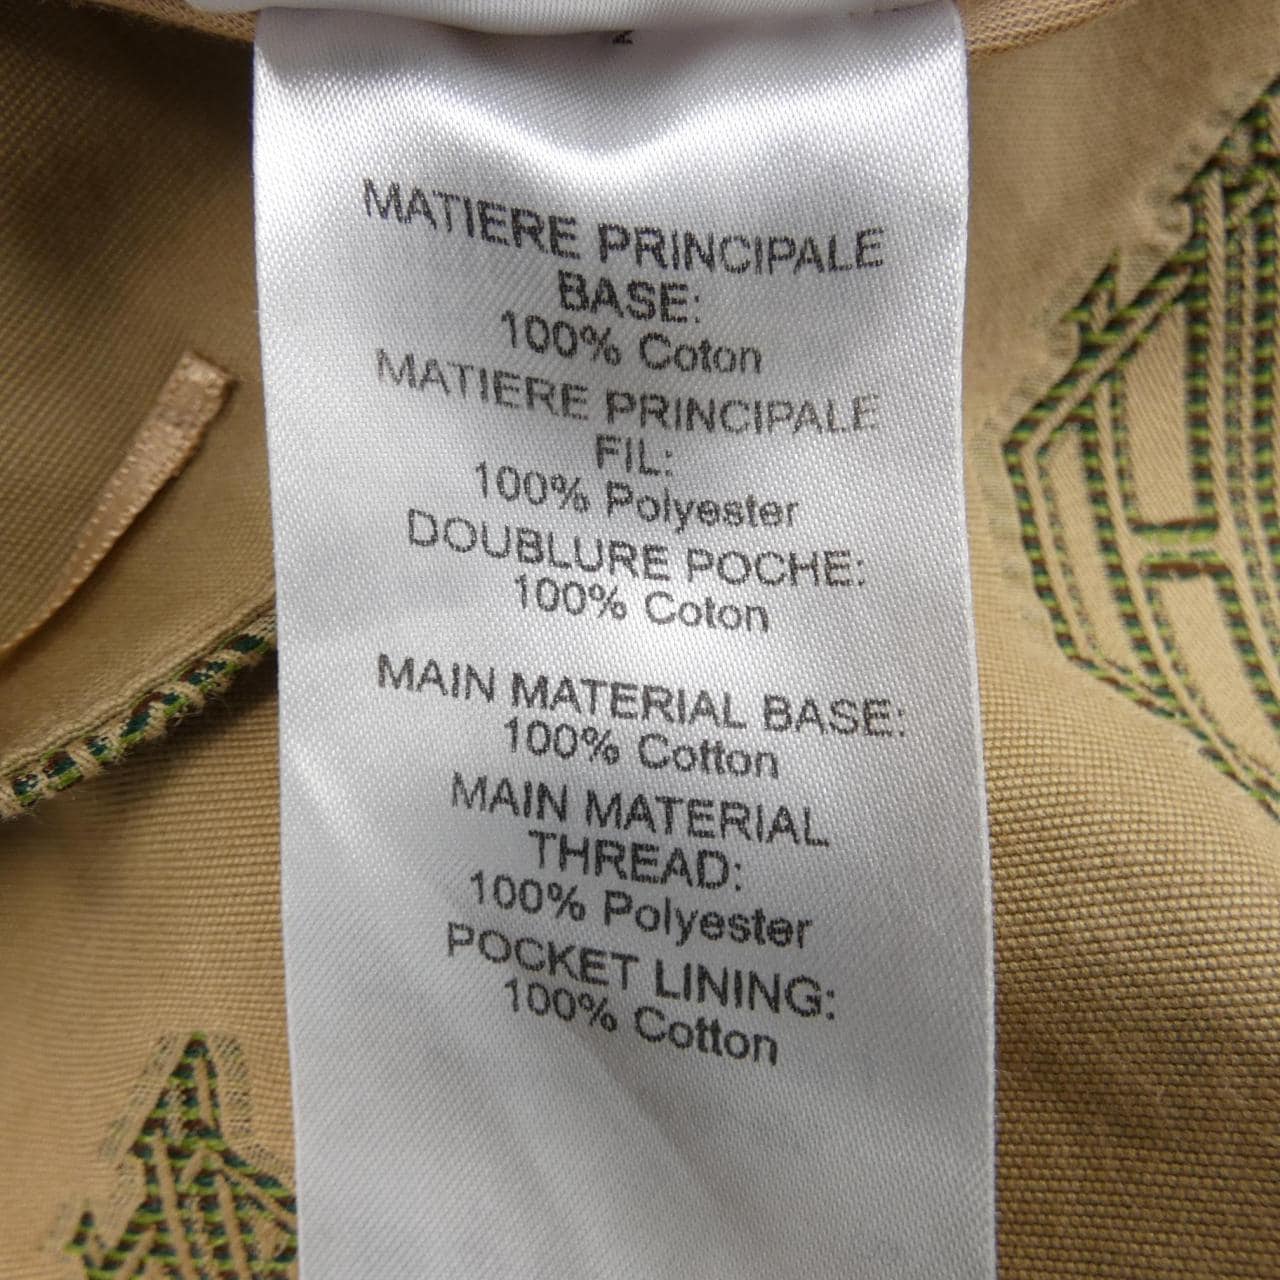 MATIERE PRINCIPALE
BASE:
100% Coton
MATIERE PRINCIPALE
FIL:
100% Polyester
DOUBLURE POCHE:
100% Coton
MAIN MATERIAL BASE:
100% Cotton
MAIN MATERIAL
THREAD:
100% Polyester
POCKET LINING:
100% Cotton